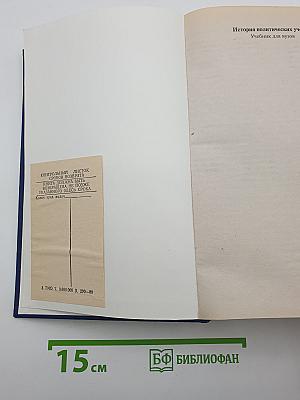 История политических уч
Учебник для вузов
КОНТРОЛЬНЫЙ ЛИСТОК
СРОКОВ ВОЗВРАТА
КНИГА ДОЛЖНА БЫТЬ
ВОЗВРАЩЕНА НЕ ПОЗЖЕ
УКАЗАННОГО ЗДЕСЬ СРОКА
15 см
БФ БИБЛИОФАН